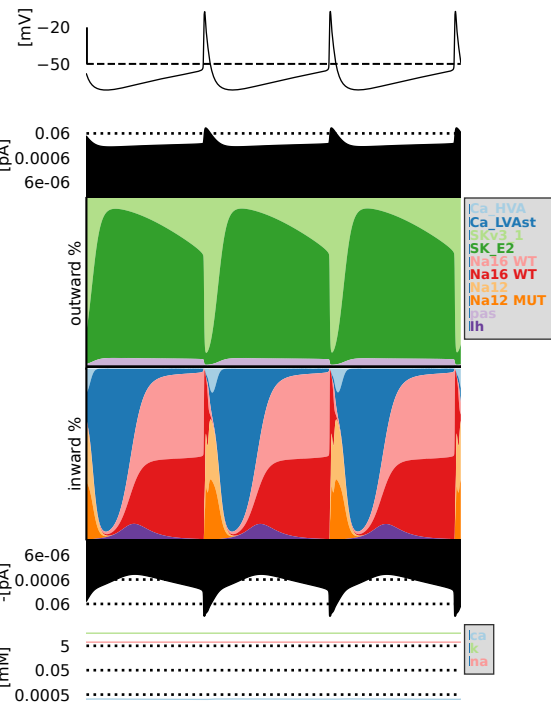 [mV]
−20
−50
[pA]
0.06
0.0006
6e-06
outward %
Ca_HVA
Ca_LVAst
SKv3_1
SK_E2
Na16 WT
Na16 WT
Na12
Na12 MUT
pas
Ih
inward %
-[pA]
6e-06
0.0006
0.06
[mM]
5
0.05
0.0005
ca
k
na